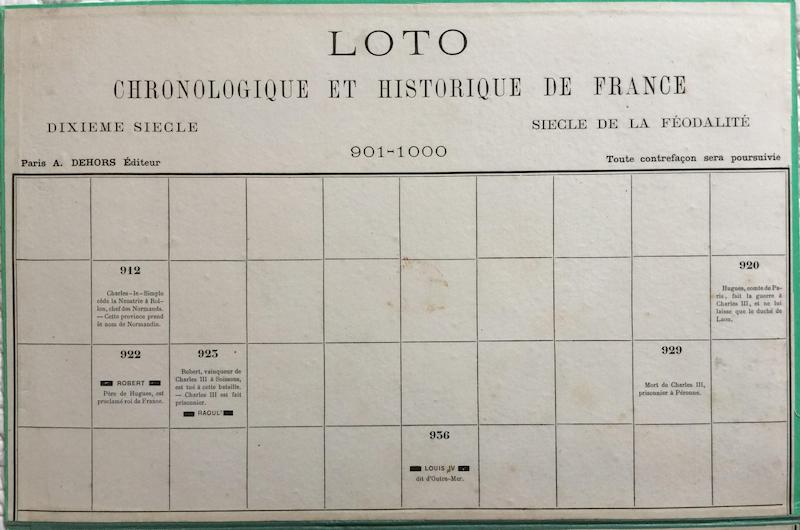 LOTO
CHRONOLOGIQUE ET HISTORIQUE DE FRANCE
DIXIEME SIECLE
SIECLE DE LA FÉODALITÉ
901-1000
Paris A. DEHORS Éditeur
Toute contrefaçon sera poursuivie
912
Charles-le-Simple
cède la Neustrie à Rol-
lon, chef des Normands.
— Cette province prend
le nom de Normandie.
920
Hugues, comte de Pa-
ris, fait la guerre à
Charles III, et ne lui
laisse que le duché de
Laon.
922
ROBERT
Père de Hugues, est
proclamé roi de France.
923
Robert, vainqueur de
Charles III à Soissons,
est tué à cette bataille.
— Charles III est fait
prisonnier.
RAOUL
929
Mort de Charles III,
prisonnier à Péronne.
936
LOUIS IV
dit d'Outre-Mer.